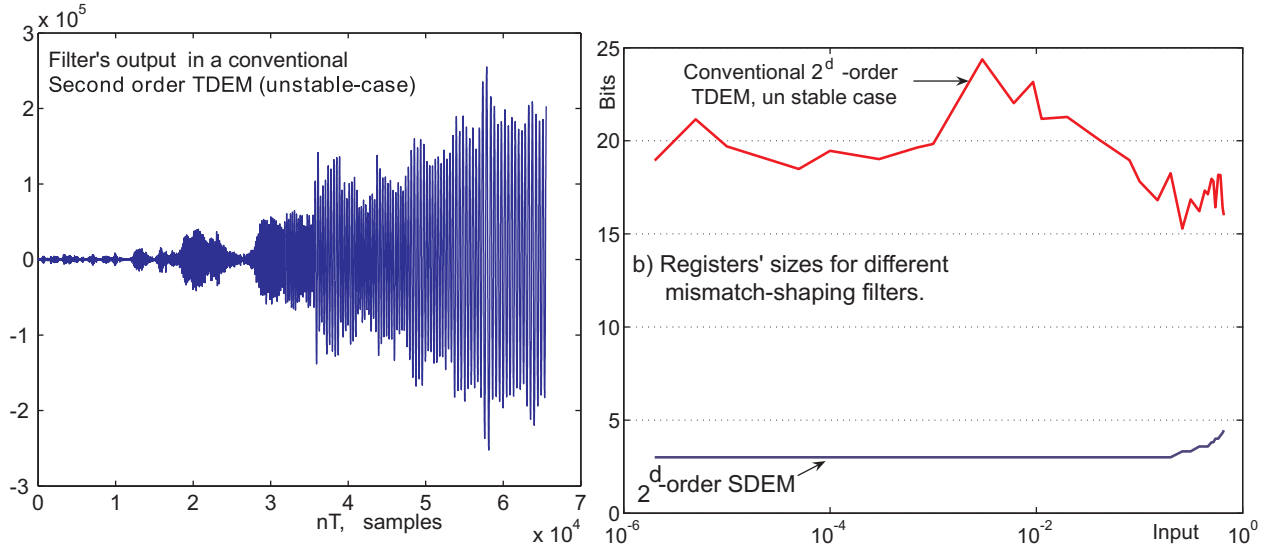 x 10^5
3
2
1
0
-1
-2
-3
Filter's output in a conventional
Second order TDEM (unstable-case)
0
1
2
3
4
5
6
7
nT, samples
x 10^4
25
20
15
10
5
0
Bits
Conventional 2^d -order
TDEM, un stable case
b) Registers' sizes for different
mismatch-shaping filters.
2^d-order SDEM
10^-6
10^-4
10^-2
Input
10^0